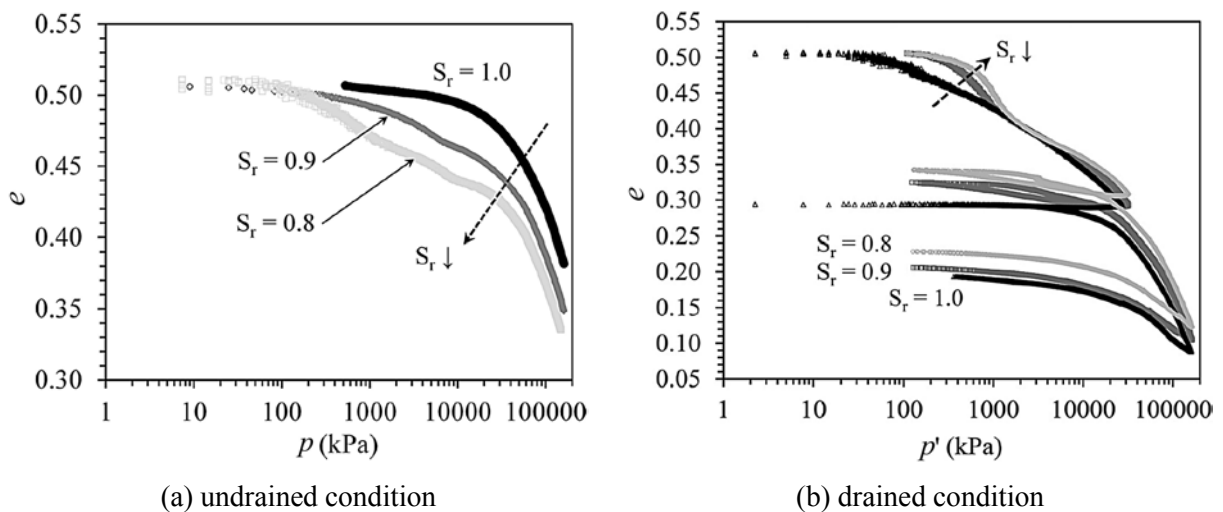 0.55
0.50
0.45
0.40
0.35
0.30
e
1 10 100 1000 10000 100000
p (kPa)
S_r = 1.0
S_r = 0.9
S_r = 0.8
S_r ↓
(a) undrained condition
0.55
0.50
0.45
0.40
0.35
0.30
0.25
0.20
0.15
0.10
0.05
e
1 10 100 1000 10000 100000
p' (kPa)
S_r ↓
S_r = 0.8
S_r = 0.9
S_r = 1.0
(b) drained condition